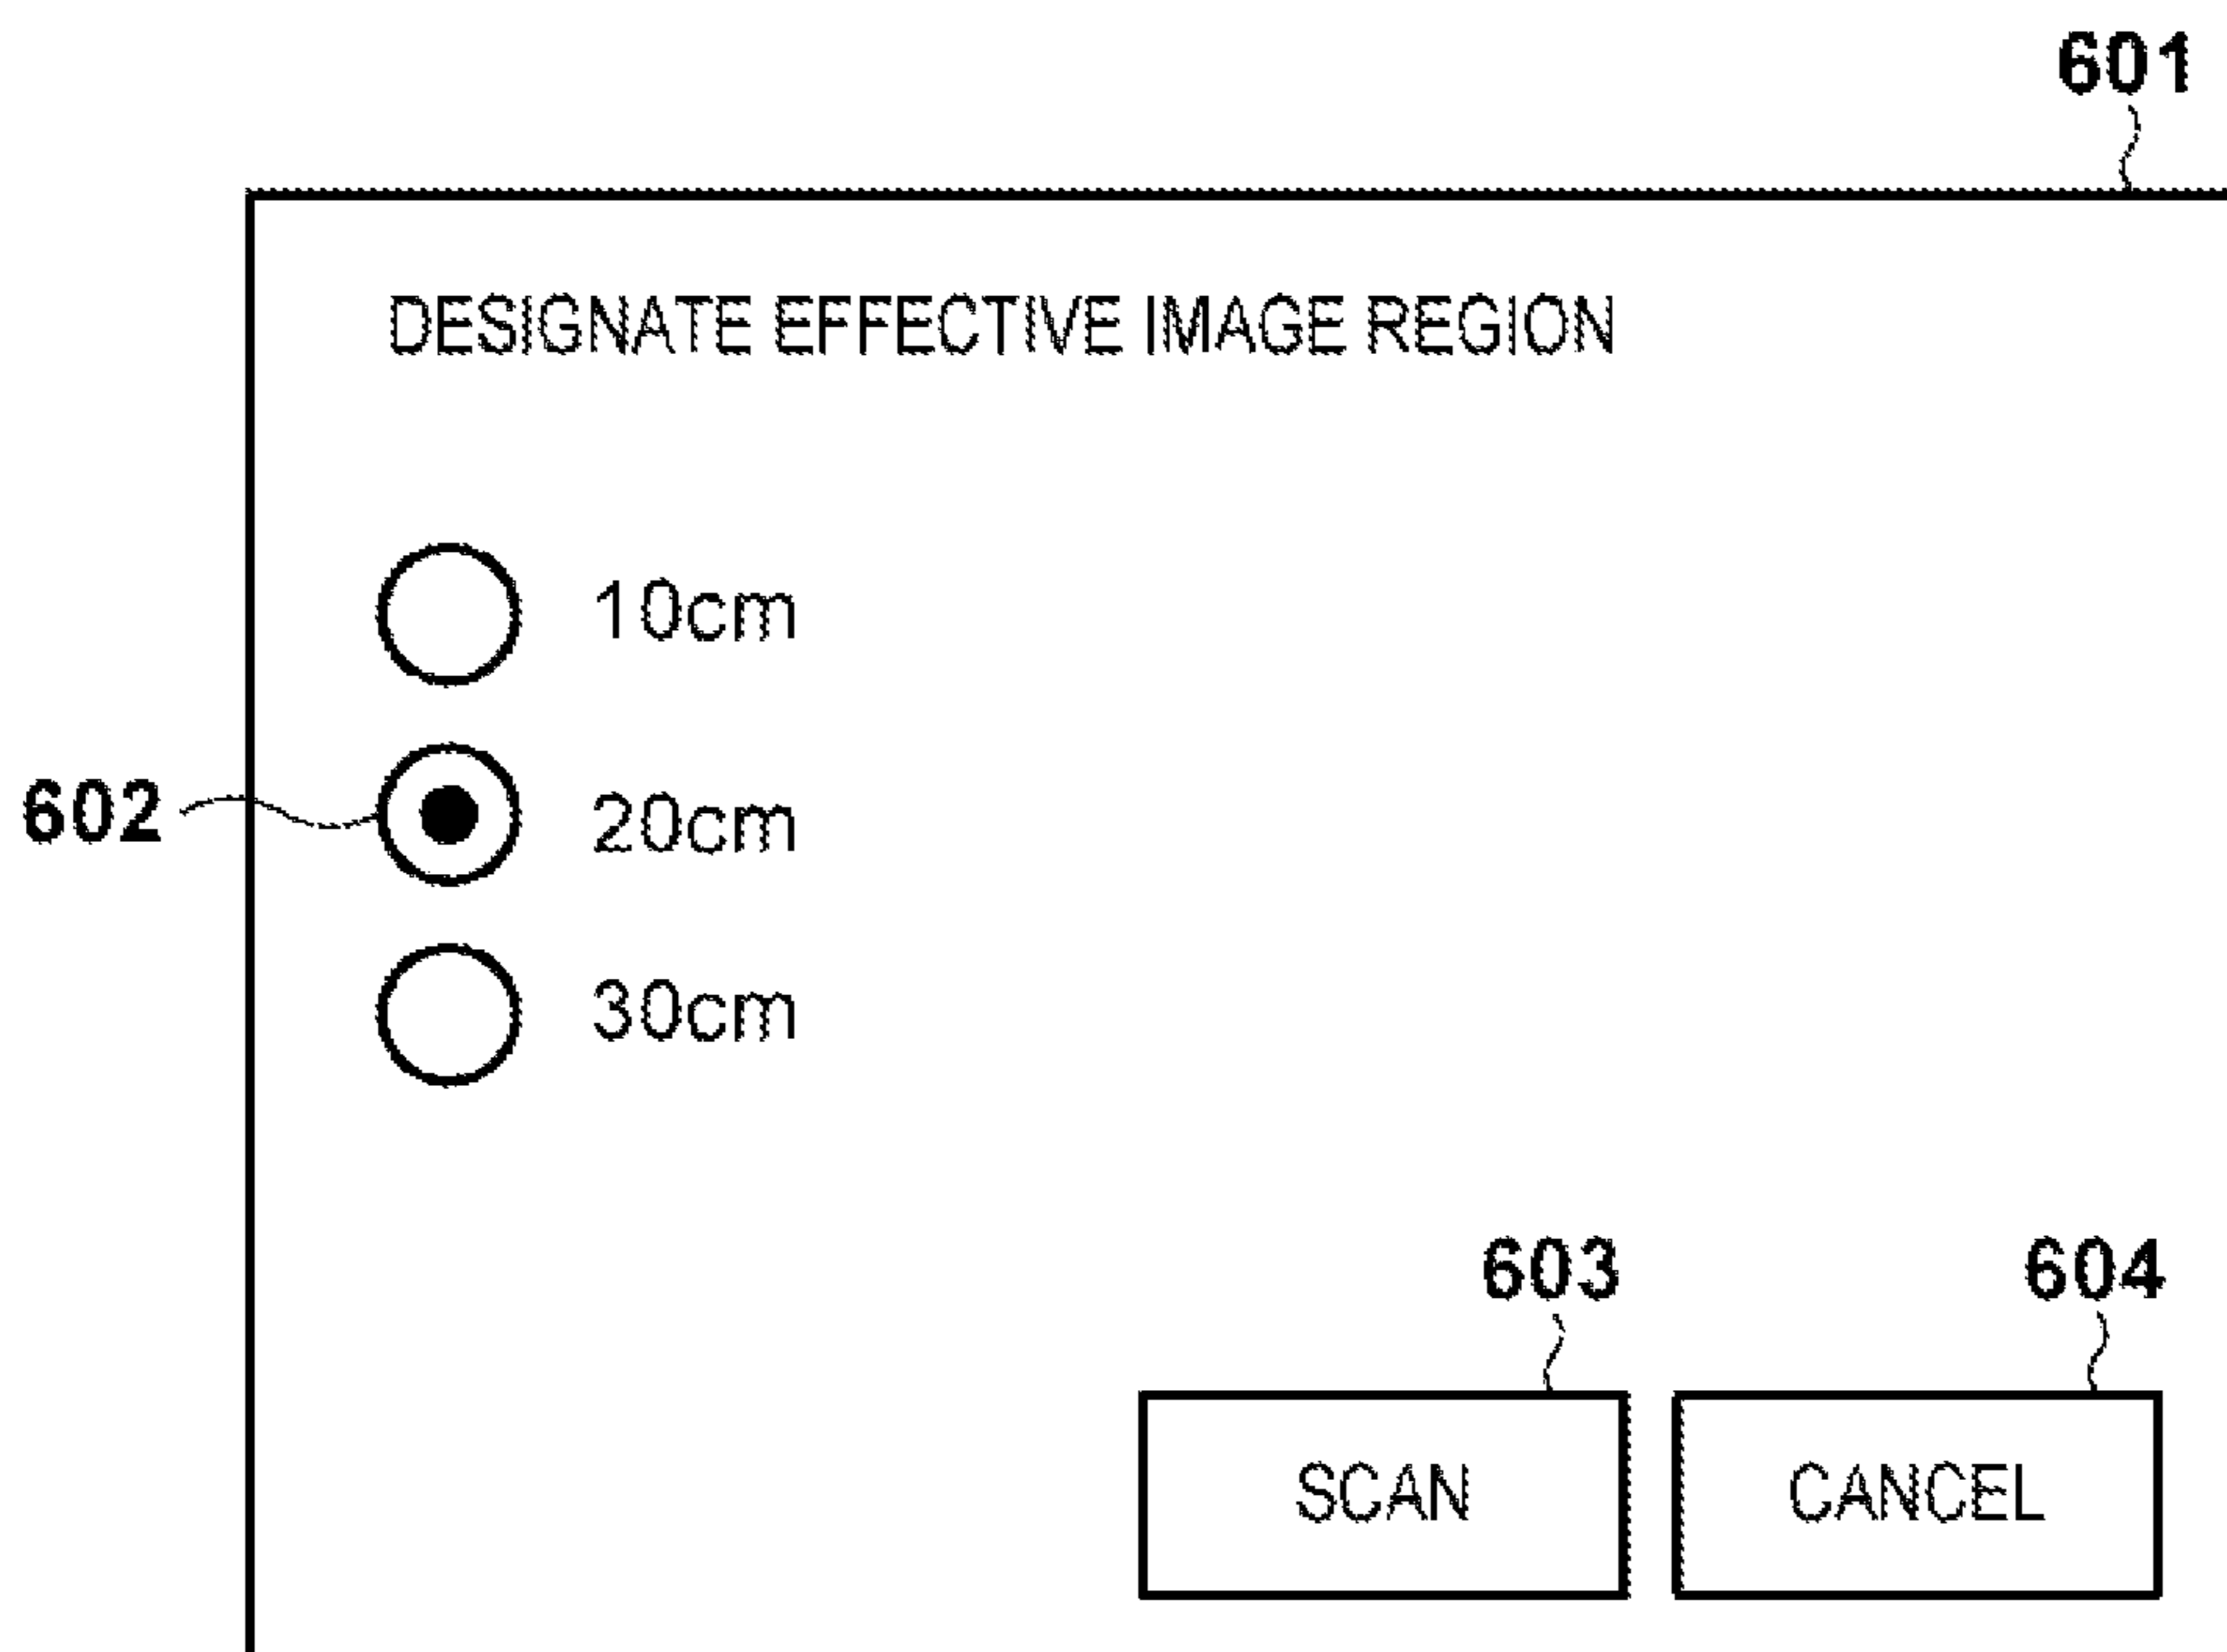 601
DESIGNATE EFFECTIVE IMAGE REGION
10cm
602 20cm
30cm
603 604
SCAN CANCEL